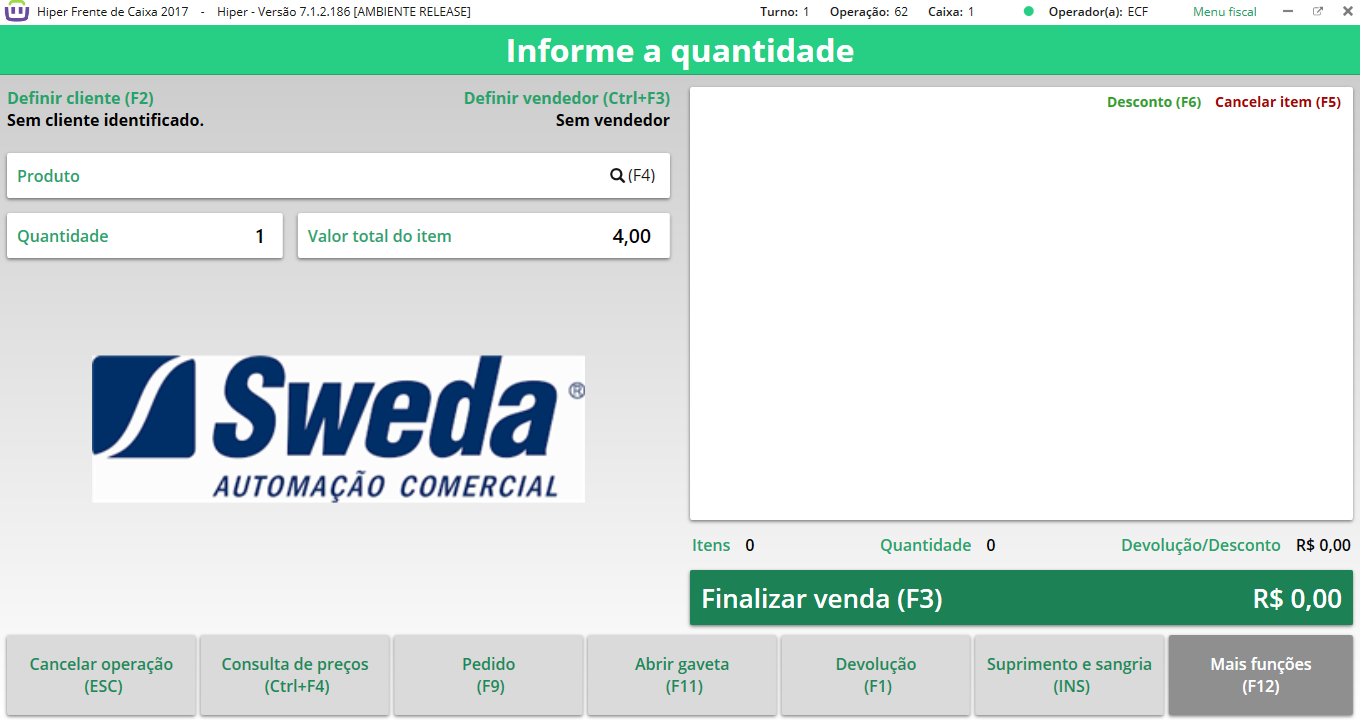 Hiper Frente de Caixa 2017 - Hiper - Versão 7.1.2.186 [AMBIENTE RELEASE] Turno: 1 Operação: 62 Caixa: 1 Operador(a): ECF Menu fiscal
Informe a quantidade
Definir cliente (F2) Definir vendedor (Ctrl+F3)
Sem cliente identificado. Sem vendedor
Produto (F4)
Quantidade 1 Valor total do item 4,00
Sweda ®
AUTOMAÇÃO COMERCIAL
Desconto (F6) Cancelar item (F5)
Itens 0 Quantidade 0 Devolução/Desconto R$ 0,00
Finalizar venda (F3) R$ 0,00
Cancelar operação
(ESC)
Consulta de preços
(Ctrl+F4)
Pedido
(F9)
Abrir gaveta
(F11)
Devolução
(F1)
Suprimento e sangria
(INS)
Mais funções
(F12)